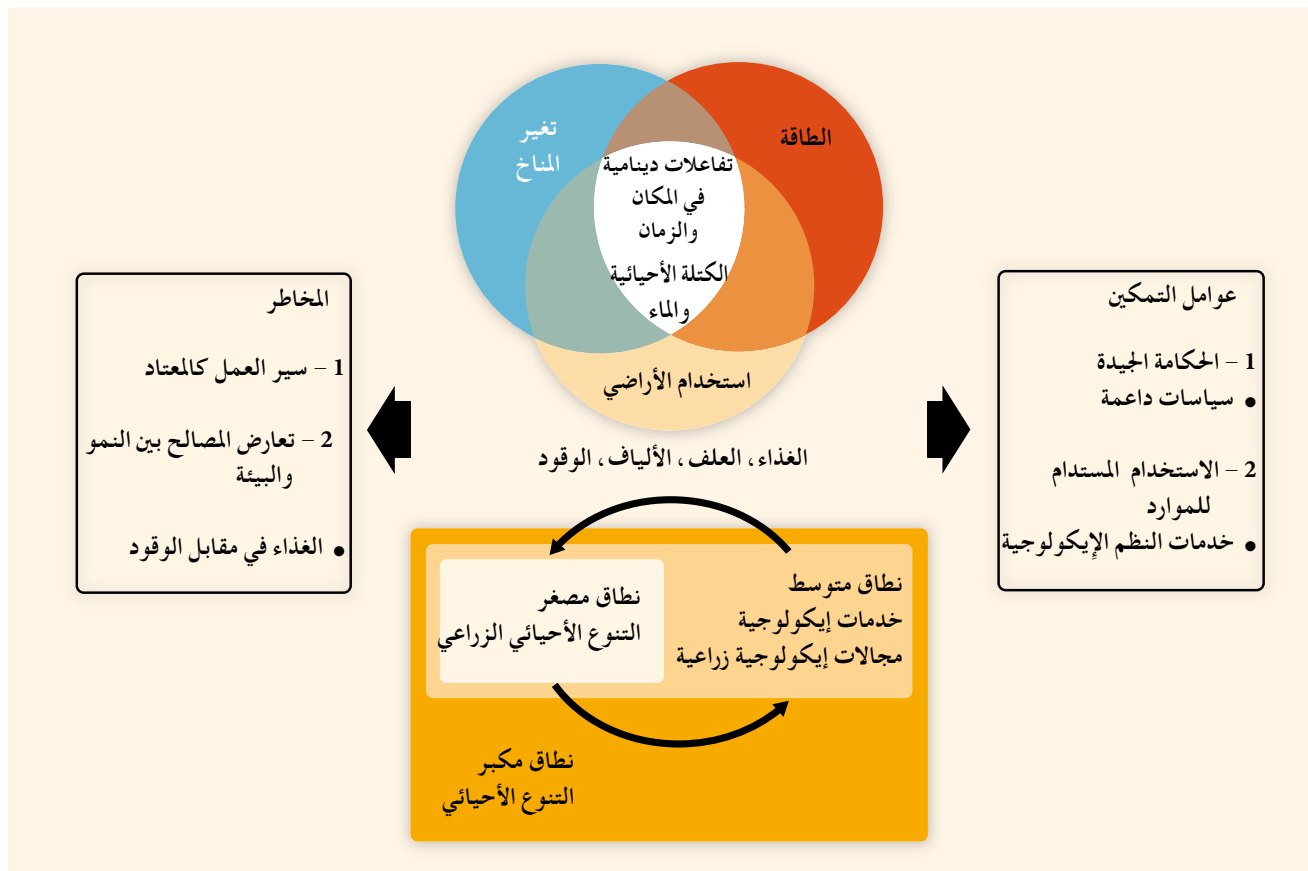 تغير
المناخ
الطاقة
تفاعلات دينامية
في المكان
والزمان
الكتلة الأحيائية
والماء
استخدام الأراضي
الغذاء، العلف، الألياف، الوقود
عوامل التمكين
1 – الحكامة الجيدة
• سياسات داعمة
2 – الاستخدام المستدام
للموارد
• خدمات النظم الإيكولوجية
المخاطر
1 – سير العمل كالمعتاد
2 – تعارض المصالح بين النمو
والبيئة
• الغذاء في مقابل الوقود
نطاق متوسط
خدمات إيكولوجية
مجالات إيكولوجية زراعية
نطاق مصغر
التنوع الأحيائي الزراعي
نطاق مكبر
التنوع الأحيائي